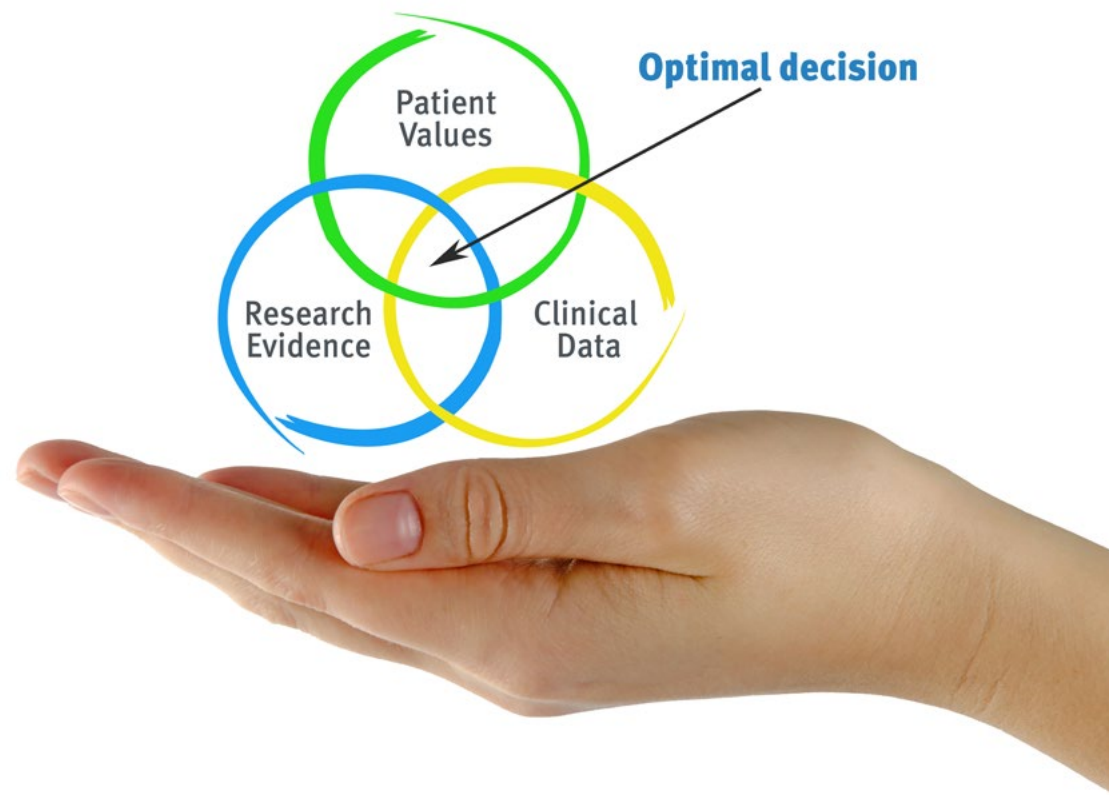 Optimal decision
Patient
Values
Research
Evidence
Clinical
Data